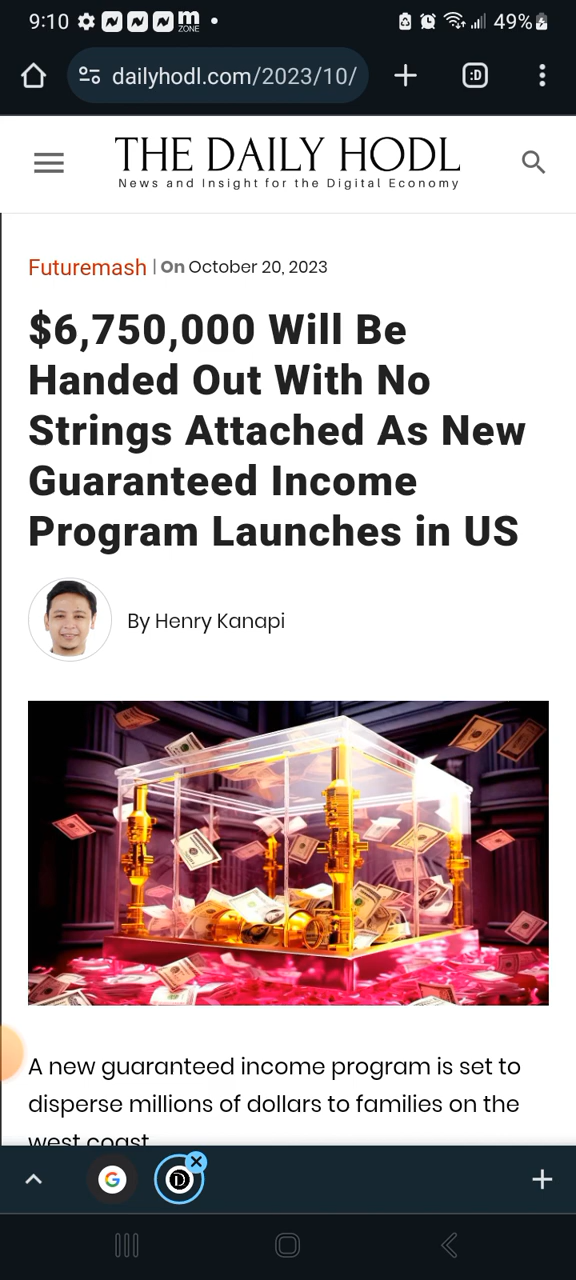 9:10
m
ZONE
49%
dailyhodl.com/2023/10/
:D
THE DAILY HODL
News and Insight for the Digital Economy
Futuremash | On October 20, 2023
$6,750,000 Will Be
Handed Out With No
Strings Attached As New
Guaranteed Income
Program Launches in US
By Henry Kanapi
A new guaranteed income program is set to
disperse millions of dollars to families on the
west coast
G
D